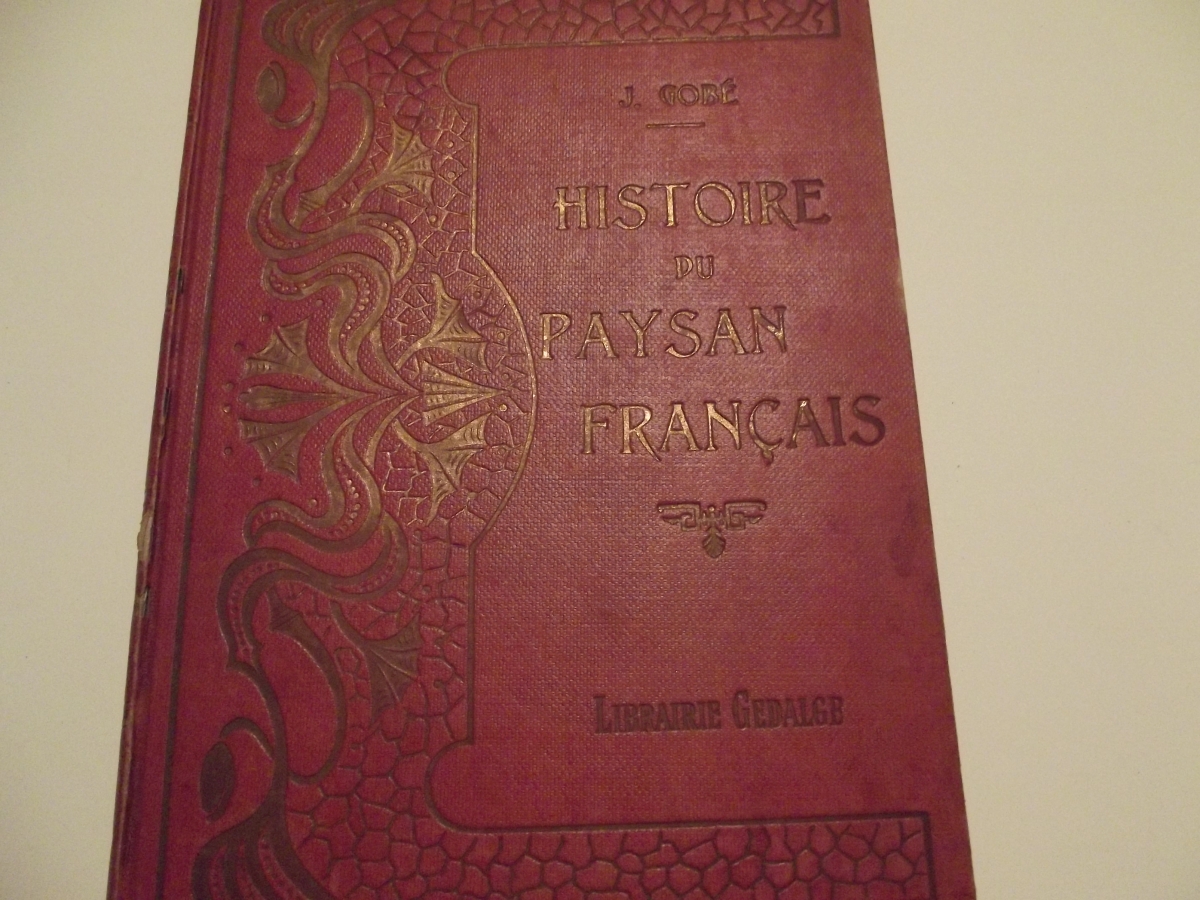 J. GOBÉ
HISTOIRE
DU
PAYSAN
FRANÇAIS
LIBRAIRIE GEDALGE